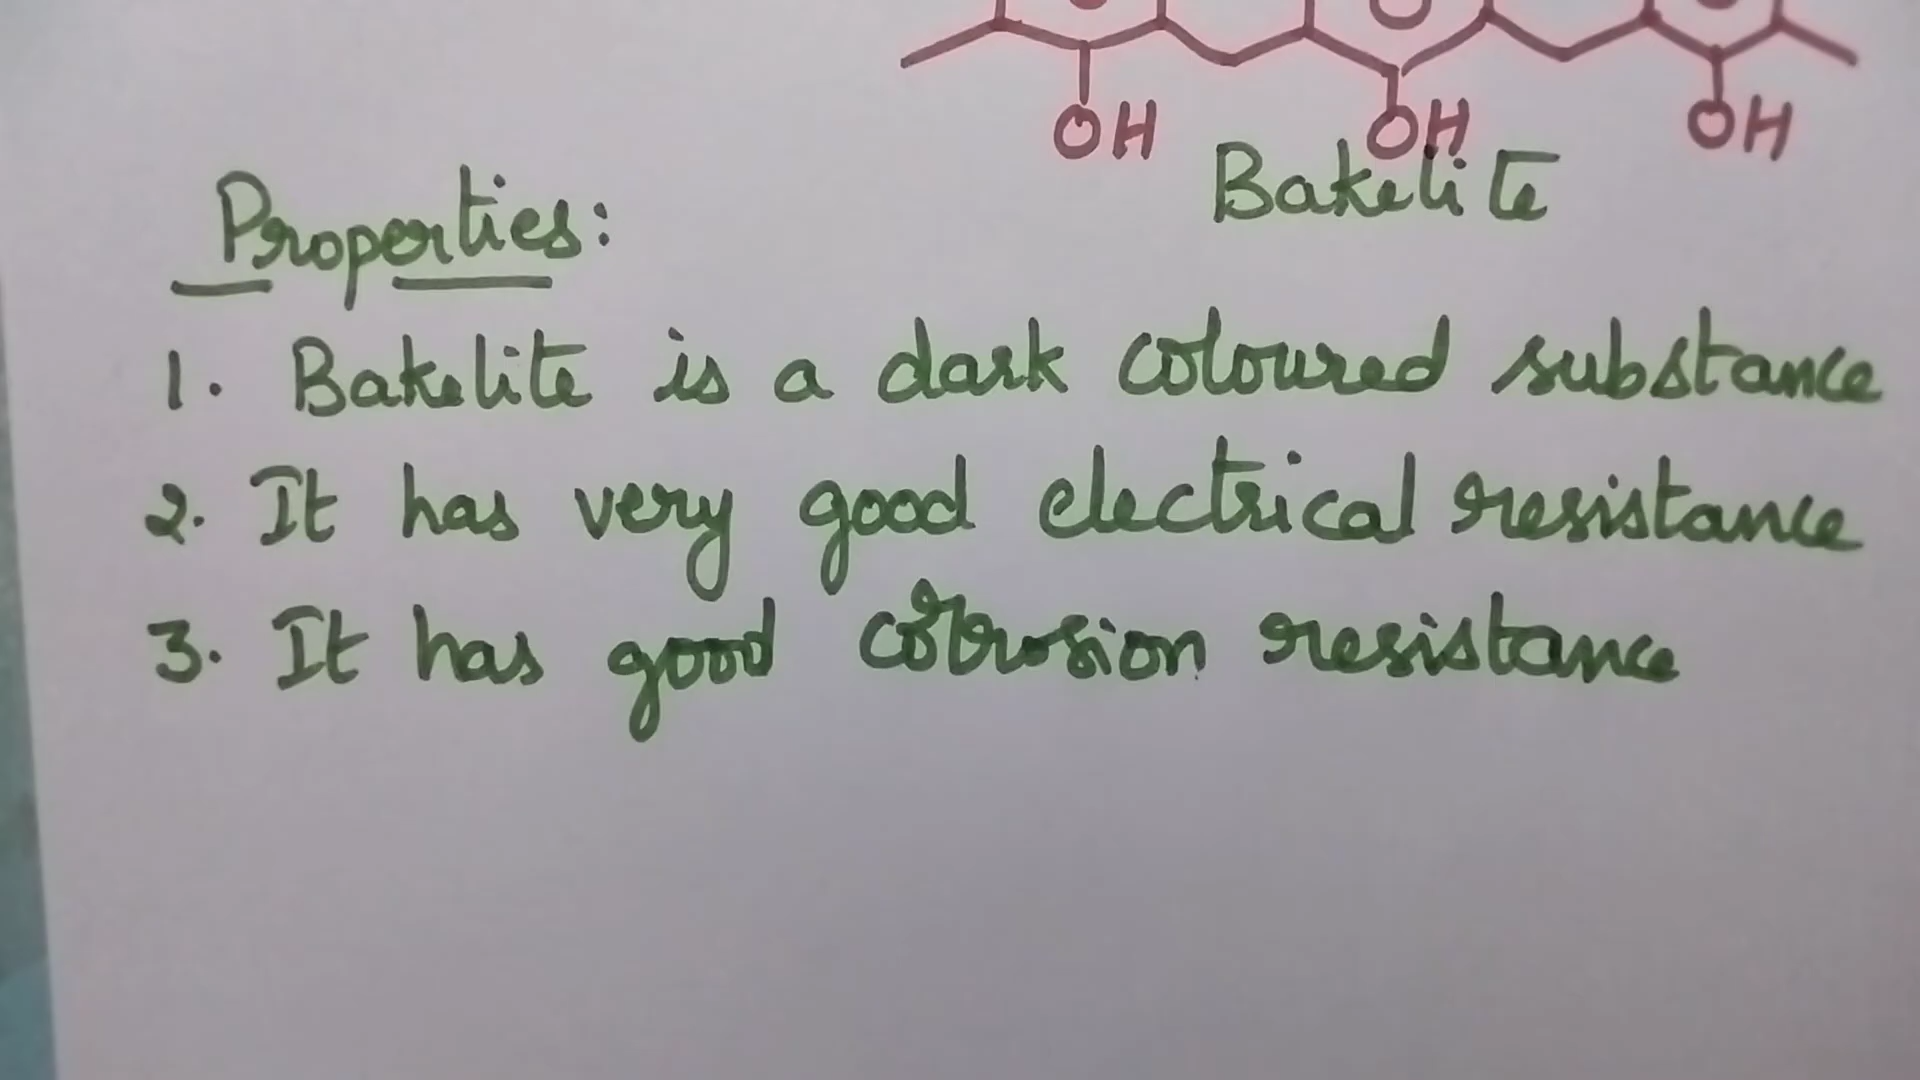 OH OH OH
Bakelite
Properties:
1. Bakelite is a dark coloured substance
2. It has very good electrical resistance
3. It has good corrosion resistance